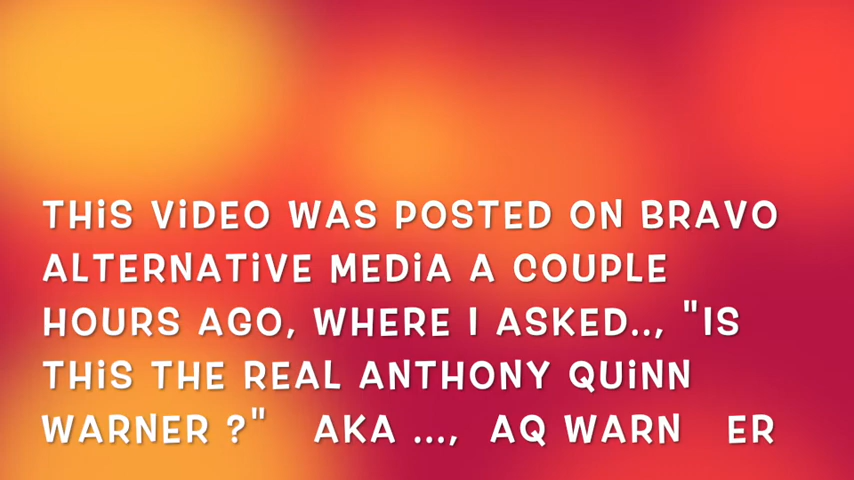 THiS ViDEO WAS POSTED ON BRAVO
ALTERNATiVE MEDiA A COUPLE
HOURS AGO, WHERE I ASKED.., "IS
THiS THE REAL ANTHONY QUiNN
WARNER ?" AKA ..., AQ WARN ER